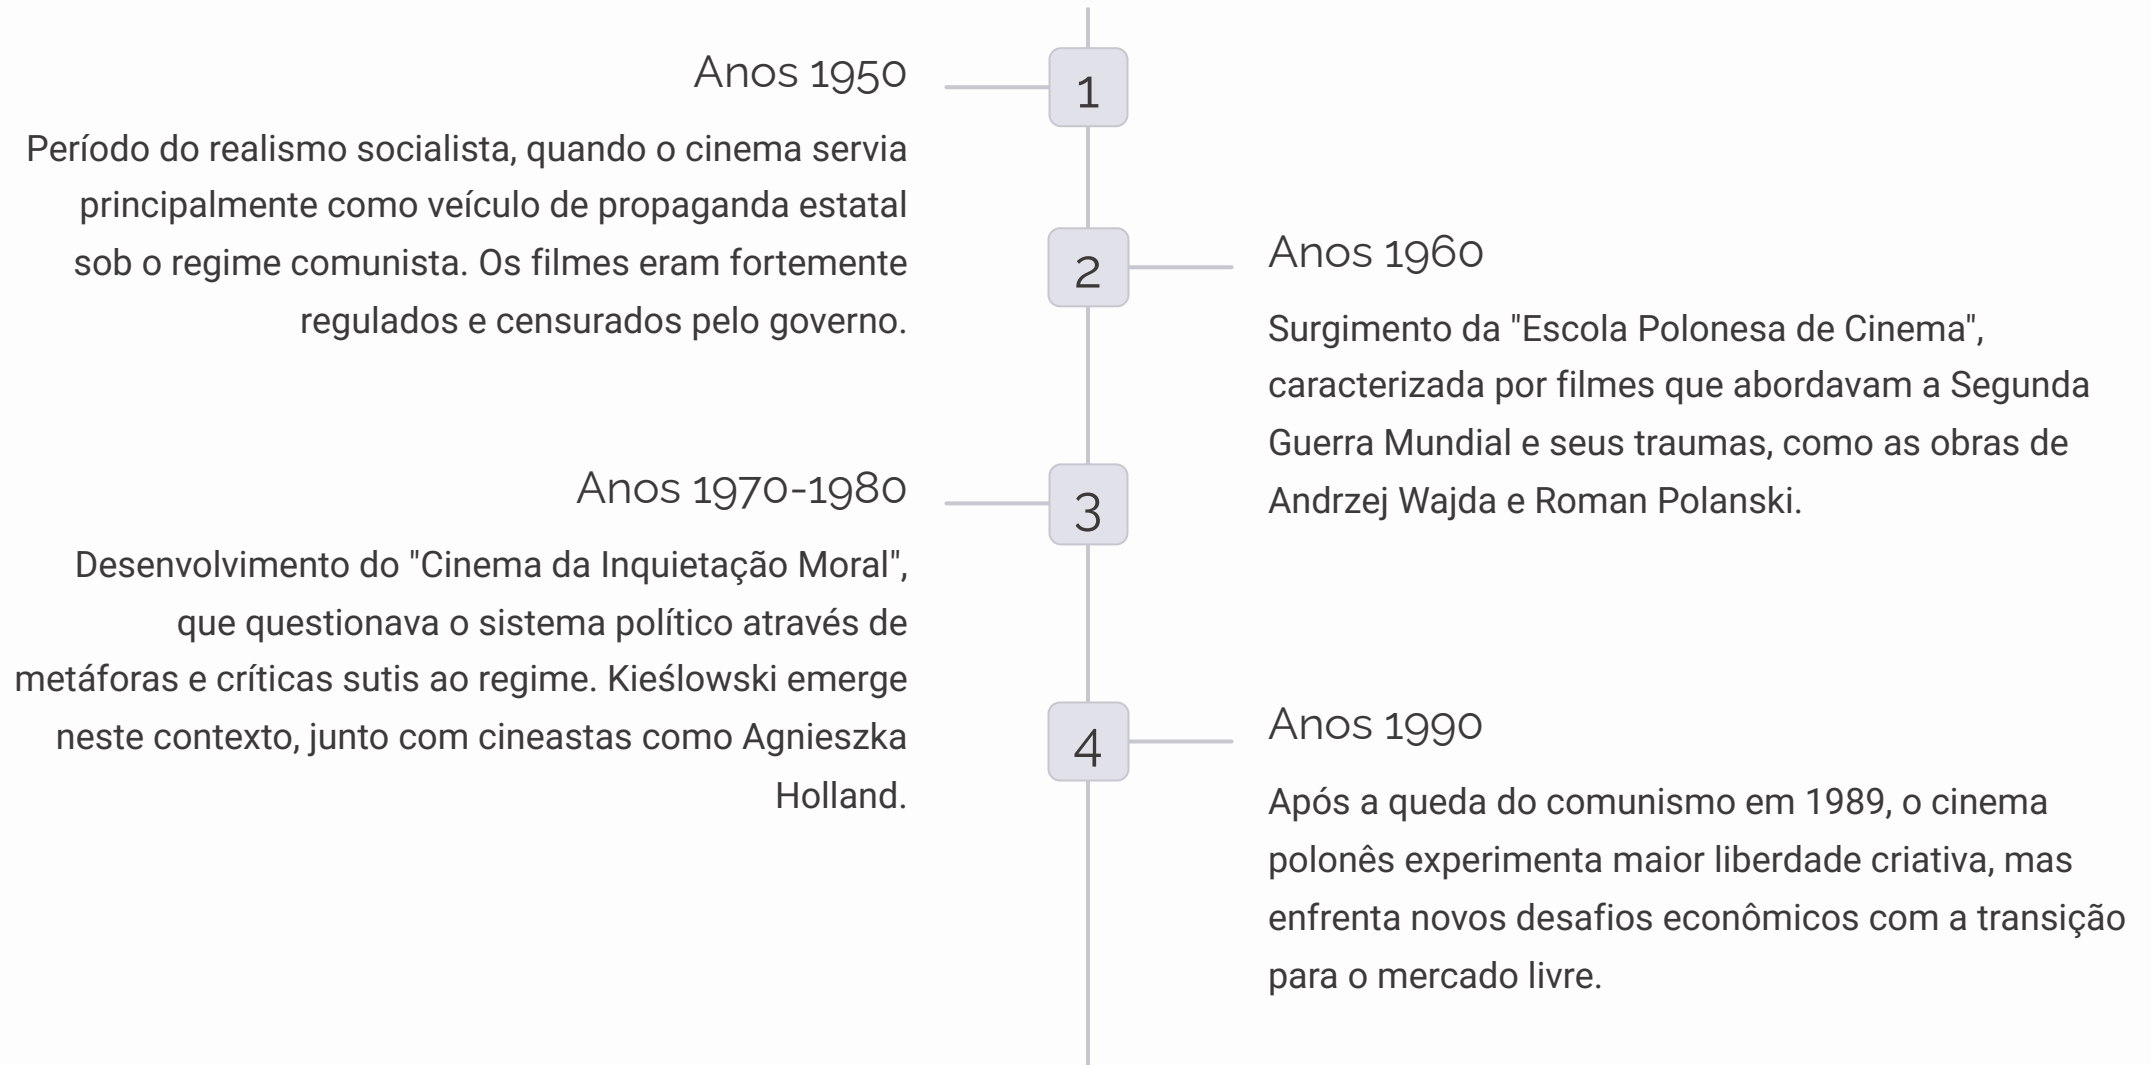 Anos 1950
1
Período do realismo socialista, quando o cinema servia
principalmente como veículo de propaganda estatal
sob o regime comunista. Os filmes eram fortemente
regulados e censurados pelo governo.
2
Anos 1960
Surgimento da "Escola Polonesa de Cinema",
caracterizada por filmes que abordavam a Segunda
Guerra Mundial e seus traumas, como as obras de
Andrzej Wajda e Roman Polanski.
Anos 1970-1980
3
Desenvolvimento do "Cinema da Inquietação Moral",
que questionava o sistema político através de
metáforas e críticas sutis ao regime. Kieślowski emerge
neste contexto, junto com cineastas como Agnieszka
Holland.
4
Anos 1990
Após a queda do comunismo em 1989, o cinema
polonês experimenta maior liberdade criativa, mas
enfrenta novos desafios econômicos com a transição
para o mercado livre.